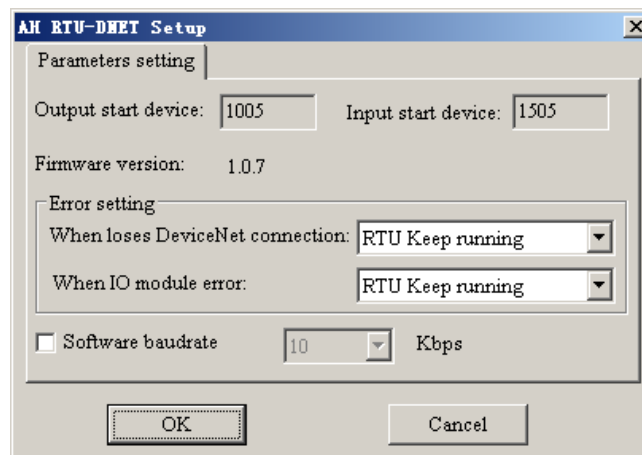 AH RTU-DNET Setup
Parameters setting
Output start device: 1005 Input start device: 1505
Firmware version: 1.0.7
Error setting
When loses DeviceNet connection: RTU Keep running
When IO module error: RTU Keep running
Software baudrate 10 Kbps
OK Cancel